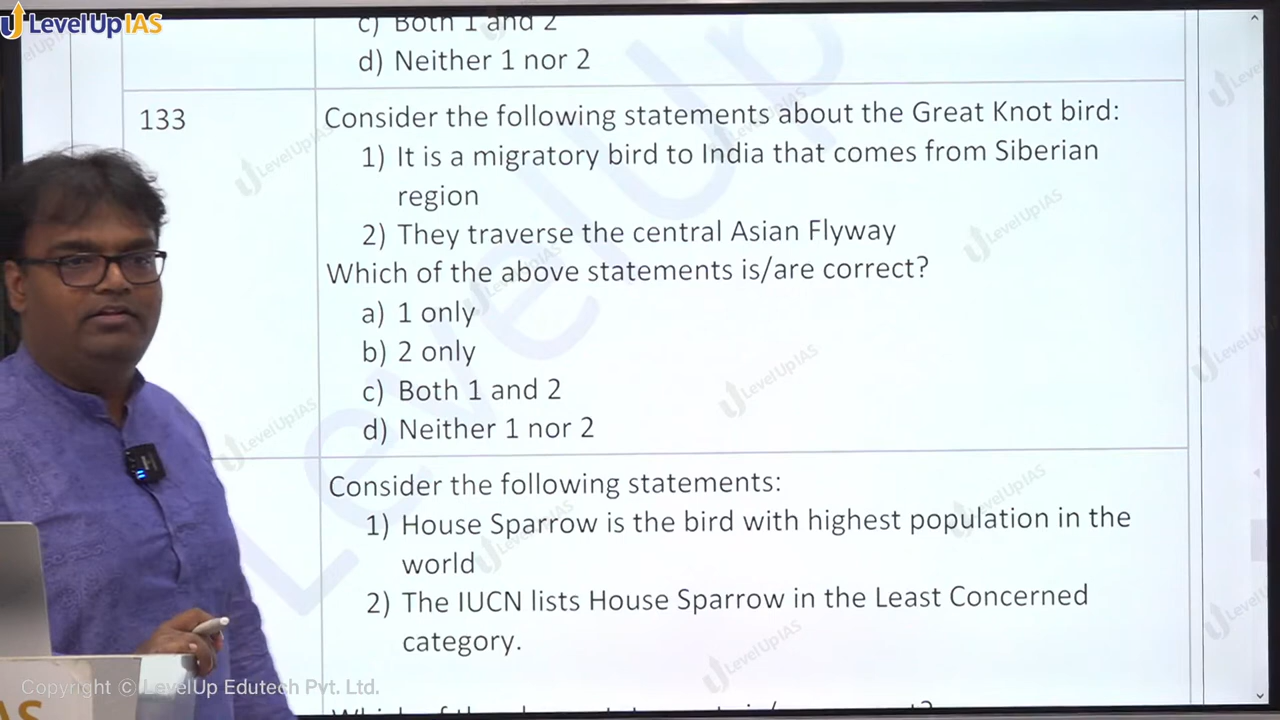 LevelUpIAS
c) Both 1 and 2
d) Neither 1 nor 2
133
Consider the following statements about the Great Knot bird:
1) It is a migratory bird to India that comes from Siberian
region
2) They traverse the central Asian Flyway
Which of the above statements is/are correct?
a) 1 only
b) 2 only
c) Both 1 and 2
d) Neither 1 nor 2
Consider the following statements:
1) House Sparrow is the bird with highest population in the
world
2) The IUCN lists House Sparrow in the Least Concerned
category.
Copyright © LevelUp Edutech Pvt. Ltd.